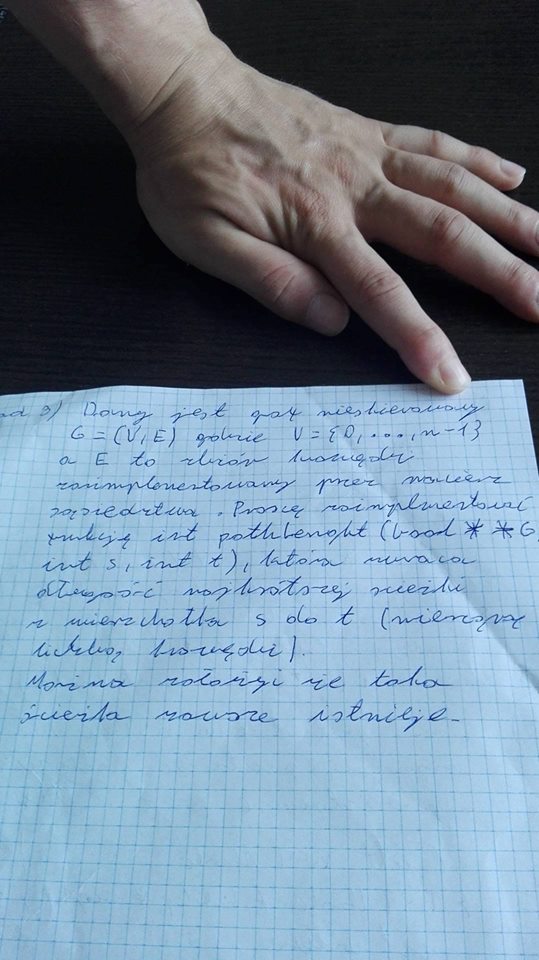 ad 3) Dany jest graf nieskierowany
G = (V, E) gdzie V = {0, ..., n-1}
a E to zbiór krawędzi
zaimplementowany przez macierz
sąsiedztwa. Proszę zaimplementować
funkcję int pathlenght (bool * * G,
int s, int t), która zwraca
długość najkrótszej ścieżki
z wierzchołka s do t (mierzoną
liczbą krawędzi).
Można założyć że taka
ścieżka zawsze istnieje.